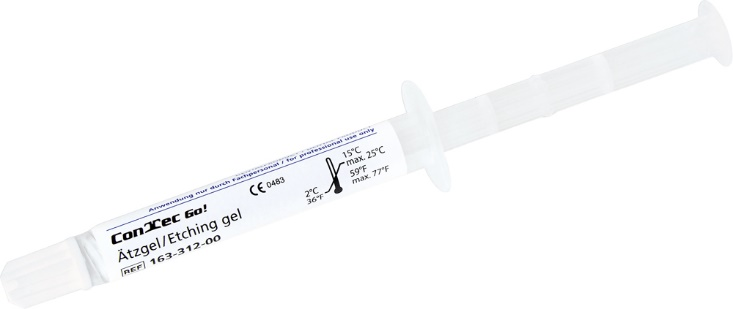 Anwendung nur durch Fachpersonal / for professional use only
CE 0483
15°C
max. 25°C
59°F
max. 77°F
2°C
36°F
ConTec Go!
Ätzgel/Etching gel
REF 163-312-00